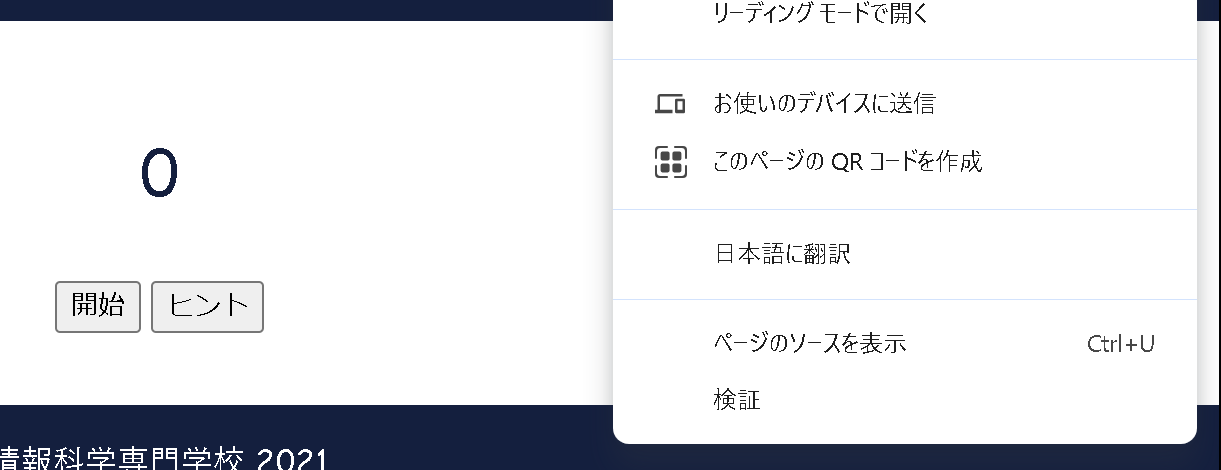 リーディング モードで開く
お使いのデバイスに送信
このページの QR コードを作成
日本語に翻訳
ページのソースを表示 Ctrl+U
検証
0
開始 ヒント
情報科学専門学校 2021